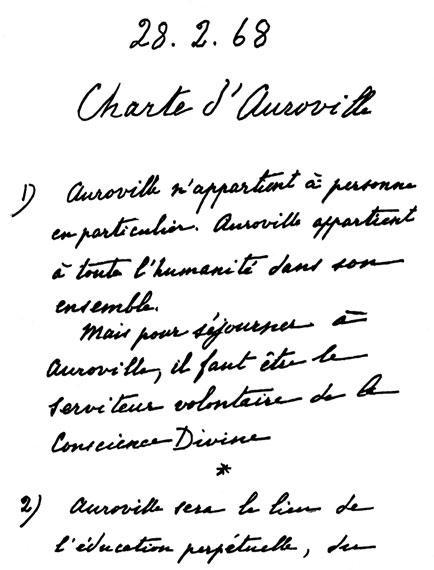 28. 2. 68
Charte d'Auroville
1) Auroville n'appartient à personne
en particulier. Auroville appartient
à toute l'humanité dans son
ensemble.
Mais pour séjourner à
Auroville, il faut être le
serviteur volontaire de la
Conscience Divine
*
2) Auroville sera le lieu de
l'éducation perpétuelle, du